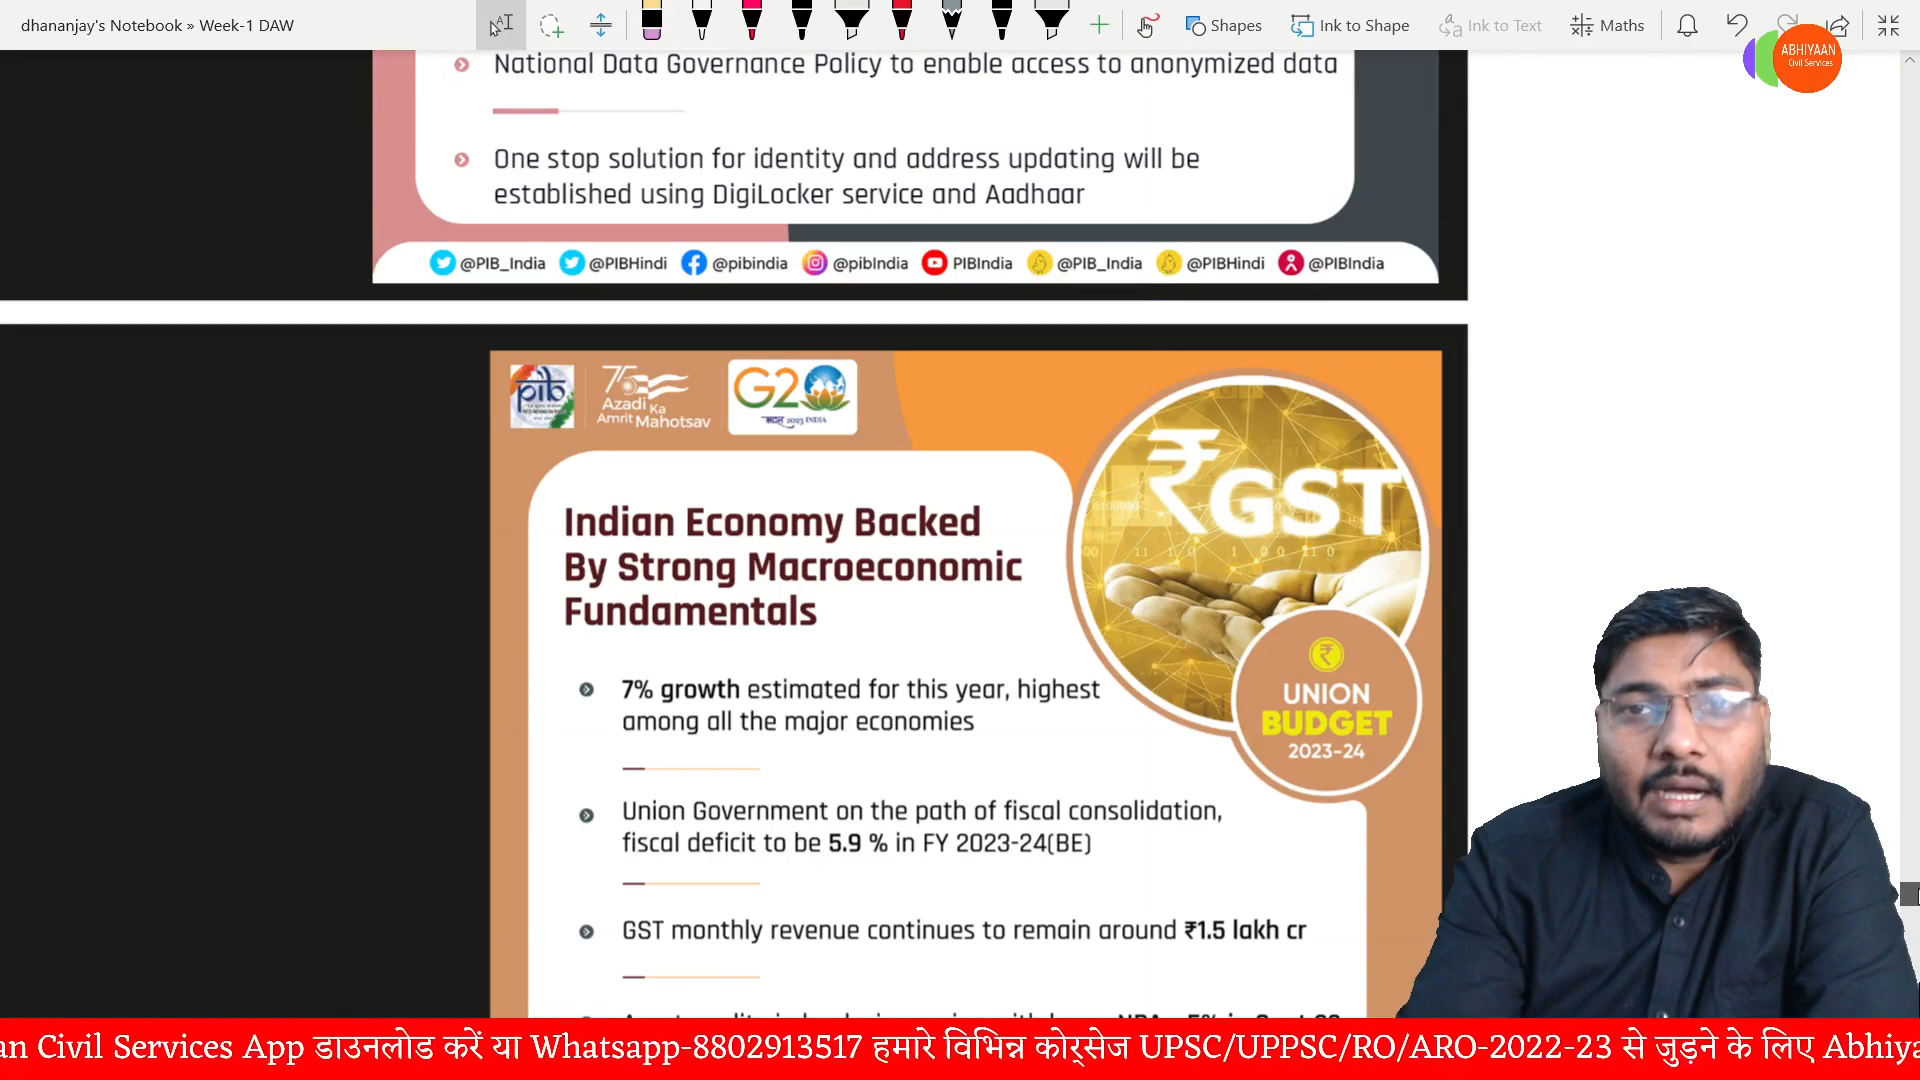 dhananjay's Notebook » Week-1 DAW
Shapes
Ink to Shape
Ink to Text
Maths
ABHIYAAN
Civil Services
National Data Governance Policy to enable access to anonymized data
One stop solution for identity and address updating will be
established using DigiLocker service and Aadhaar
@PIB_India @PIBHindi @pibindia @pibIndia PIBIndia @PIB_India @PIBHindi @PIBIndia
pib
75
Azadi Ka
Amrit Mahotsav
G20
2023 INDIA
₹GST
Indian Economy Backed
By Strong Macroeconomic
Fundamentals
7% growth estimated for this year, highest
among all the major economies
UNION
BUDGET
2023-24
Union Government on the path of fiscal consolidation,
fiscal deficit to be 5.9 % in FY 2023-24(BE)
GST monthly revenue continues to remain around ₹1.5 lakh cr
an Civil Services App डाउनलोड करें या Whatsapp-8802913517 हमारे विभिन्न कोर्सेज UPSC/UPPSC/RO/ARO-2022-23 से जुड़ने के लिए Abhiya